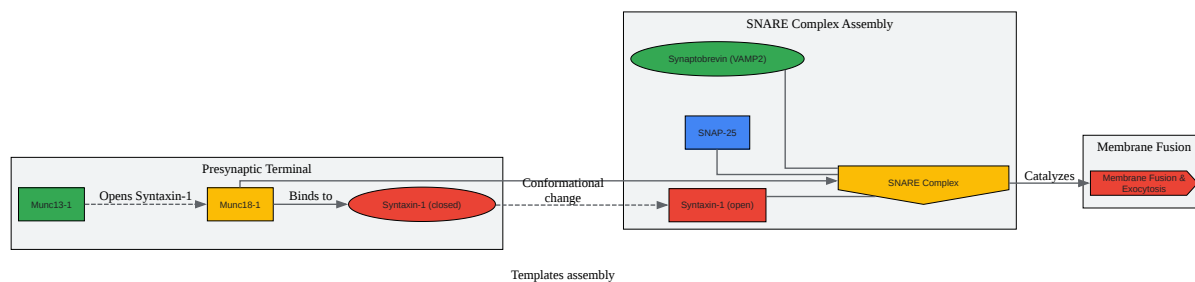 SNARE Complex Assembly
Synaptobrevin (VAMP2)
SNAP-25
Presynaptic Terminal
Munc13-1
Opens Syntaxin-1
Munc18-1
Binds to
Syntaxin-1 (closed)
Conformational
change
Syntaxin-1 (open)
SNARE Complex
Catalyzes
Membrane Fusion
Membrane Fusion &
Exocytosis
Templates assembly